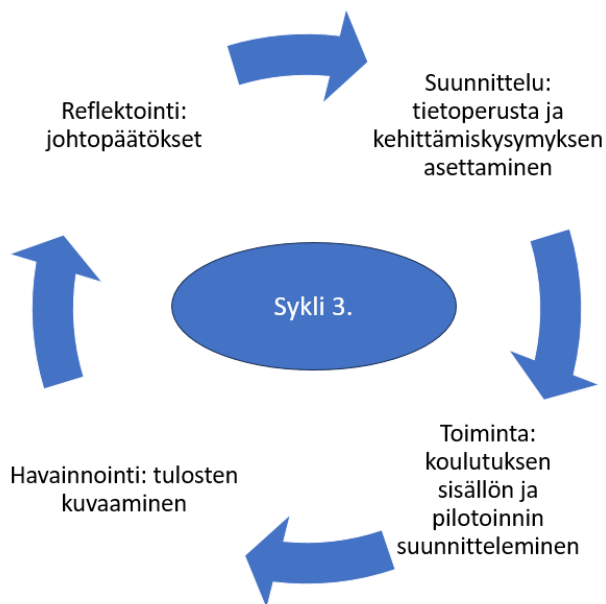 Reflektointi:
johtopäätökset
Suunnittelu:
tietoperusta ja
kehittämiskysymyksen
asettaminen
Sykli 3.
Toiminta:
koulutuksen
sisällön ja
pilotoinnin
suunnitteleminen
Havainnointi: tulosten
kuvaaminen